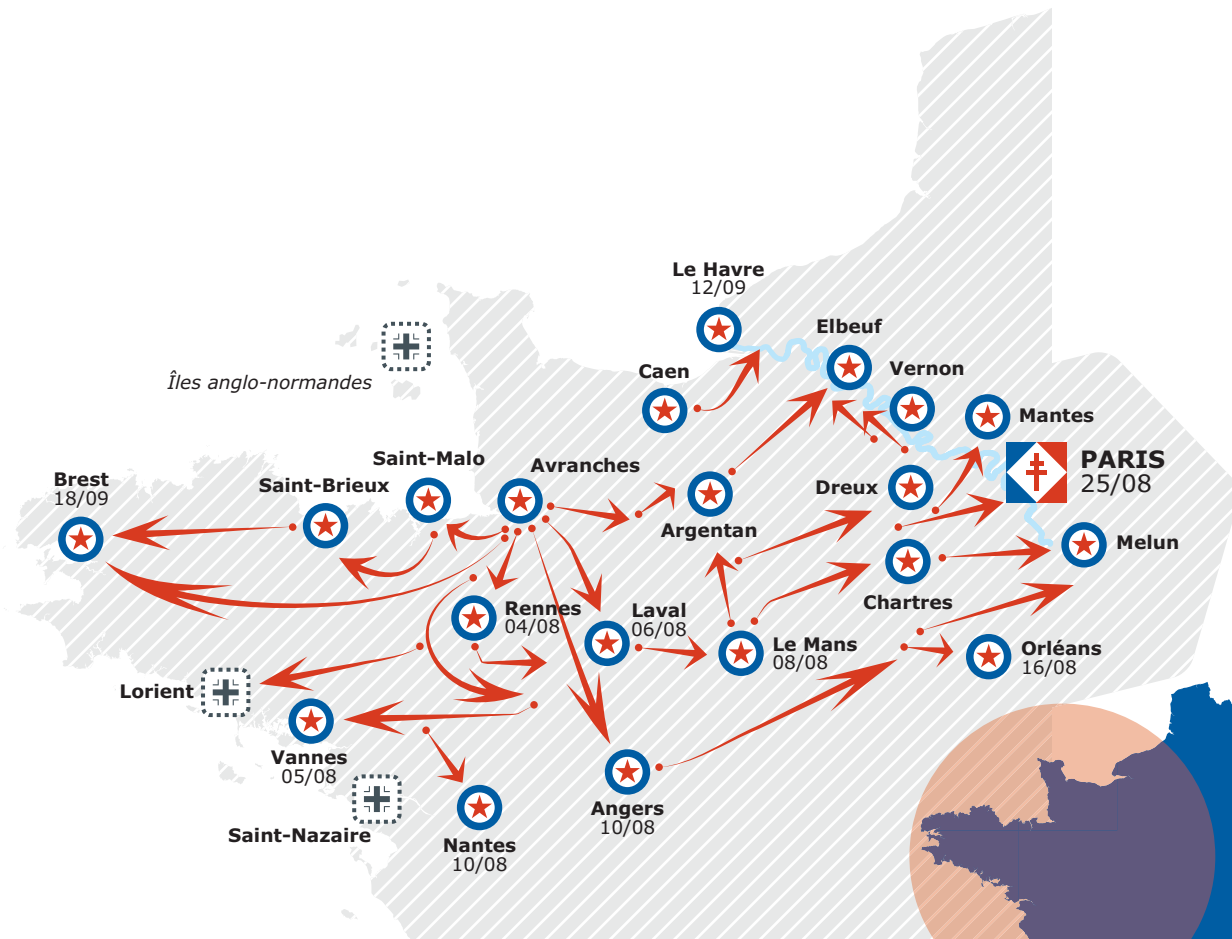 Le Havre
12/09
Elbeuf
Vernon
Caen
Îles anglo-normandes
Mantes
Saint-Malo
Avranches
PARIS
25/08
Brest
18/09
Saint-Brieux
Dreux
Argentan
Melun
Chartres
Rennes
04/08
Laval
06/08
Le Mans
08/08
Orléans
16/08
Lorient
Vannes
05/08
Angers
10/08
Saint-Nazaire
Nantes
10/08